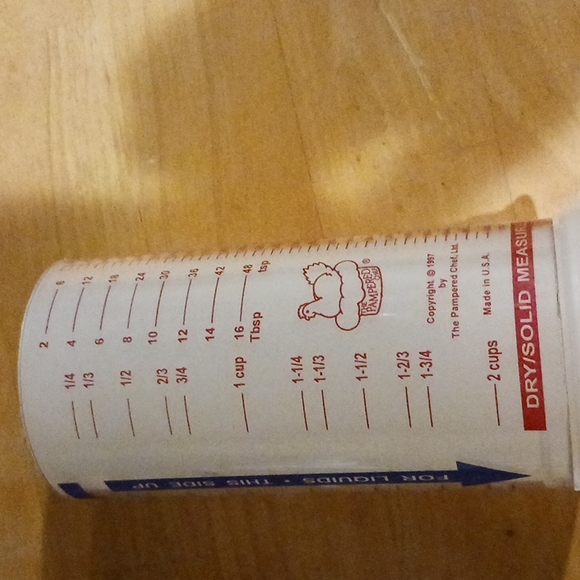 2 6
4 12
6 18
8 24
10 30
12 36
14 42
16 48
Tbsp tsp
1/4
1/3
1/2
2/3
3/4
1 cup
1-1/4
1-1/3
1-1/2
1-2/3
1-3/4
2 cups
THE
PAMPERED
®
Copyright © 1997
by
The Pampered Chef, Ltd.
Made in U.S.A.
DRY/SOLID MEASURE
FOR LIQUIDS • THIS SIDE UP